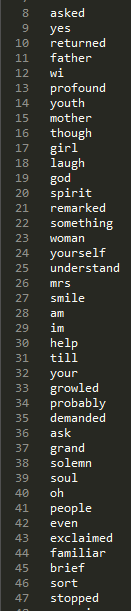 8 asked
9 yes
10 returned
11 father
12 wi
13 profound
14 youth
15 mother
16 though
17 girl
18 laugh
19 god
20 spirit
21 remarked
22 something
23 woman
24 yourself
25 understand
26 mrs
27 smile
28 am
29 im
30 help
31 till
32 your
33 growled
34 probably
35 demanded
36 ask
37 grand
38 solemn
39 soul
40 oh
41 people
42 even
43 exclaimed
44 familiar
45 brief
46 sort
47 stopped